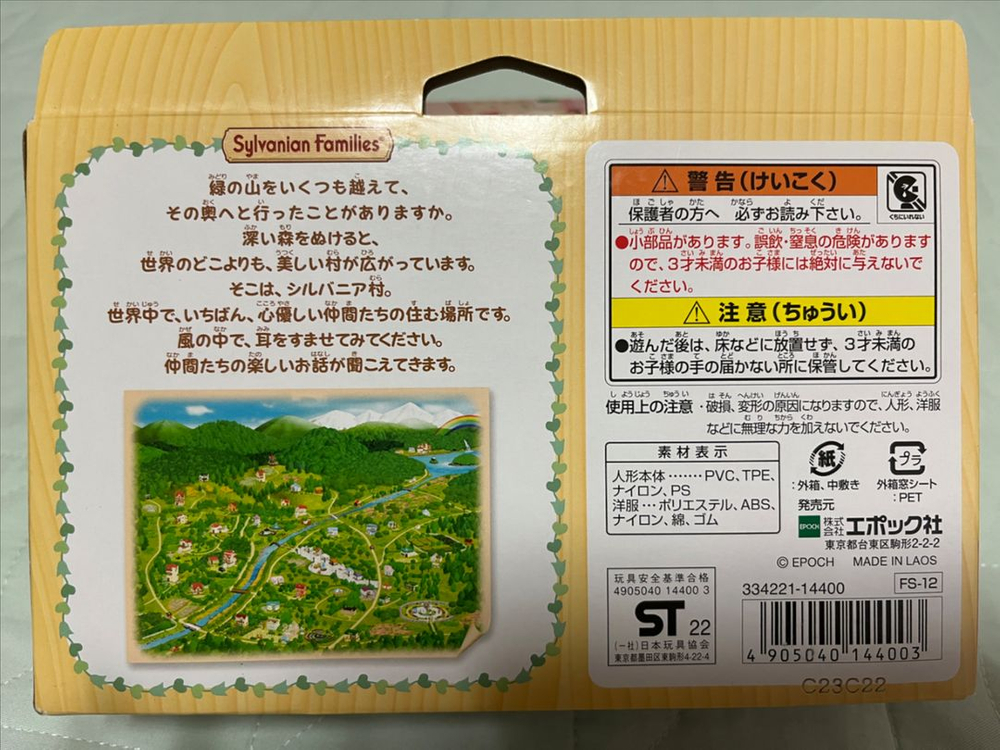 Sylvanian Families®
緑の山をいくつも越えて、
その奥へと行ったことがありますか。
深い森をぬけると、
世界のどこよりも、美しい村が広がっています。
そこは、シルバニア村。
世界中で、いちばん、心優しい仲間たちの住む場所です。
風の中で、耳をすませてみてください。
仲間たちの楽しいお話が聞こえてきます。
警告(けいこく)
くちにいれない
保護者の方へ 必ずお読み下さい。
●小部品があります。誤飲・窒息の危険があります
ので、3才未満のお子様には絶対に与えないで
ください。
注意(ちゅうい)
●遊んだ後は、床などに放置せず、3才未満の
お子様の手の届かない所に保管してください。
使用上の注意・破損、変形の原因になりますので、人形、洋服
などに無理な力を加えないでください。
素材表示
人形本体‥‥‥PVC、TPE、
ナイロン、PS
洋服…ポリエステル、ABS、
ナイロン、綿、ゴム
紙
:外箱、中敷き
プラ
外箱窓シート
:PET
発売元
EPOCH 株式会社 エポック社
東京都台東区駒形2-2-2
© EPOCH MADE IN LAOS
玩具安全基準合格
4905040 14400 3
ST 22
(一社)日本玩具協会
東京都墨田区東駒形4-22-4
334221-14400
FS-12
4 905040 144003
C23C22